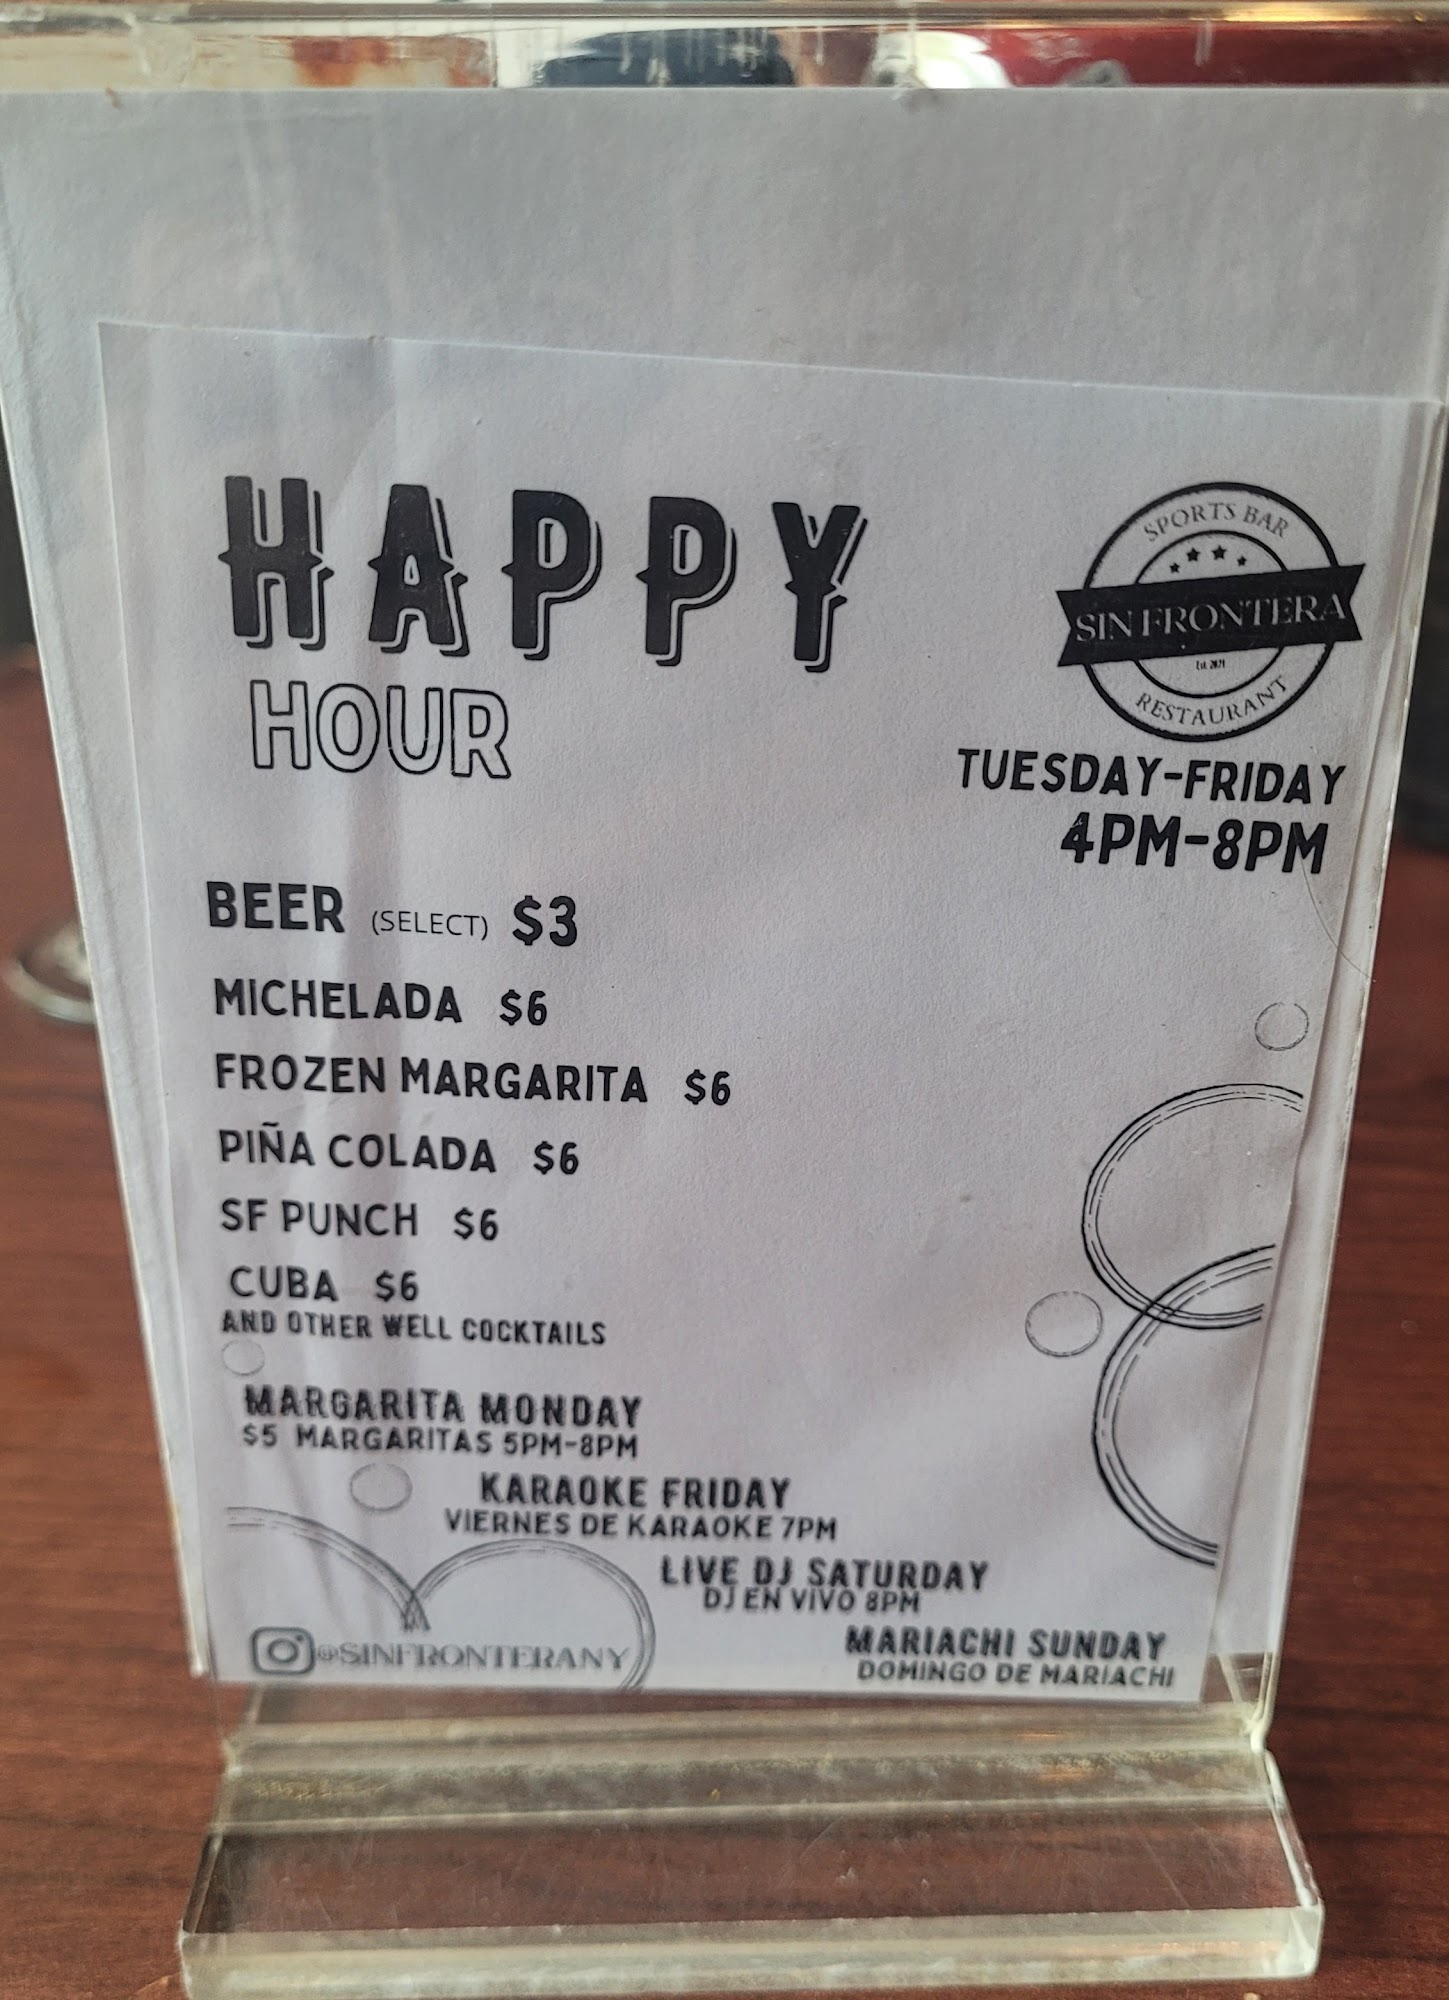 HAPPY
HOUR
SPORTS BAR
SIN FRONTERA
Est. 2021
RESTAURANT
TUESDAY-FRIDAY
4PM-8PM
BEER (SELECT) $3
MICHELADA $6
FROZEN MARGARITA $6
PIÑA COLADA $6
SF PUNCH $6
CUBA $6
AND OTHER WELL COCKTAILS
MARGARITA MONDAY
$5 MARGARITAS 5PM-8PM
KARAOKE FRIDAY
VIERNES DE KARAOKE 7PM
LIVE DJ SATURDAY
DJ EN VIVO 8PM
MARIACHI SUNDAY
DOMINGO DE MARIACHI
@SINFRONTERANY